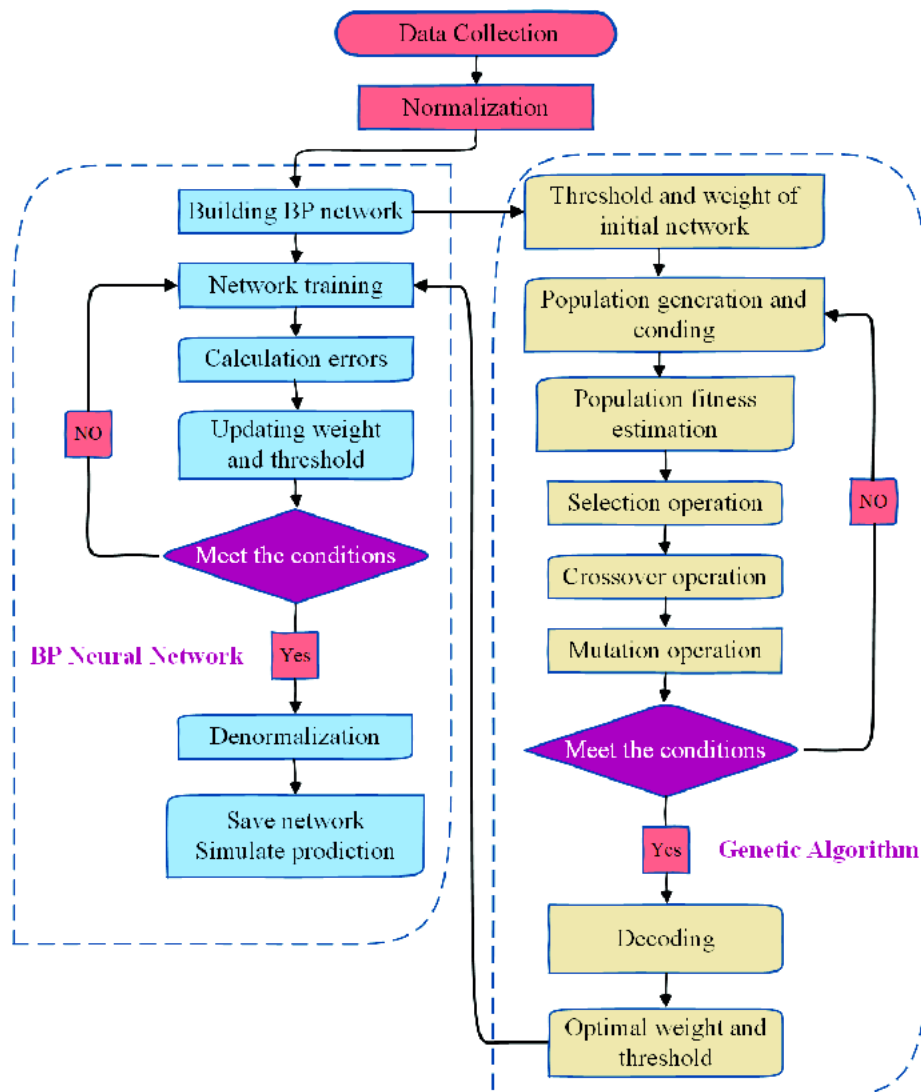 Data Collection
Normalization
Building BP network
Network training
Calculation errors
Updating weight
and threshold
NO
Meet the conditions
BP Neural Network
Yes
Denormalization
Save network
Simulate prodiction
Threshold and weight of
initial network
Population generation and
conding
Population fitness
estimation
Selection operation
NO
Crossover operation
Mutation operation
Meet the conditions
Yes
Genetic Algorithm
Decoding
Optimal weight and
threshold